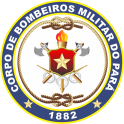 CORPO DE BOMBEIROS MILITAR DO PARÁ
1882